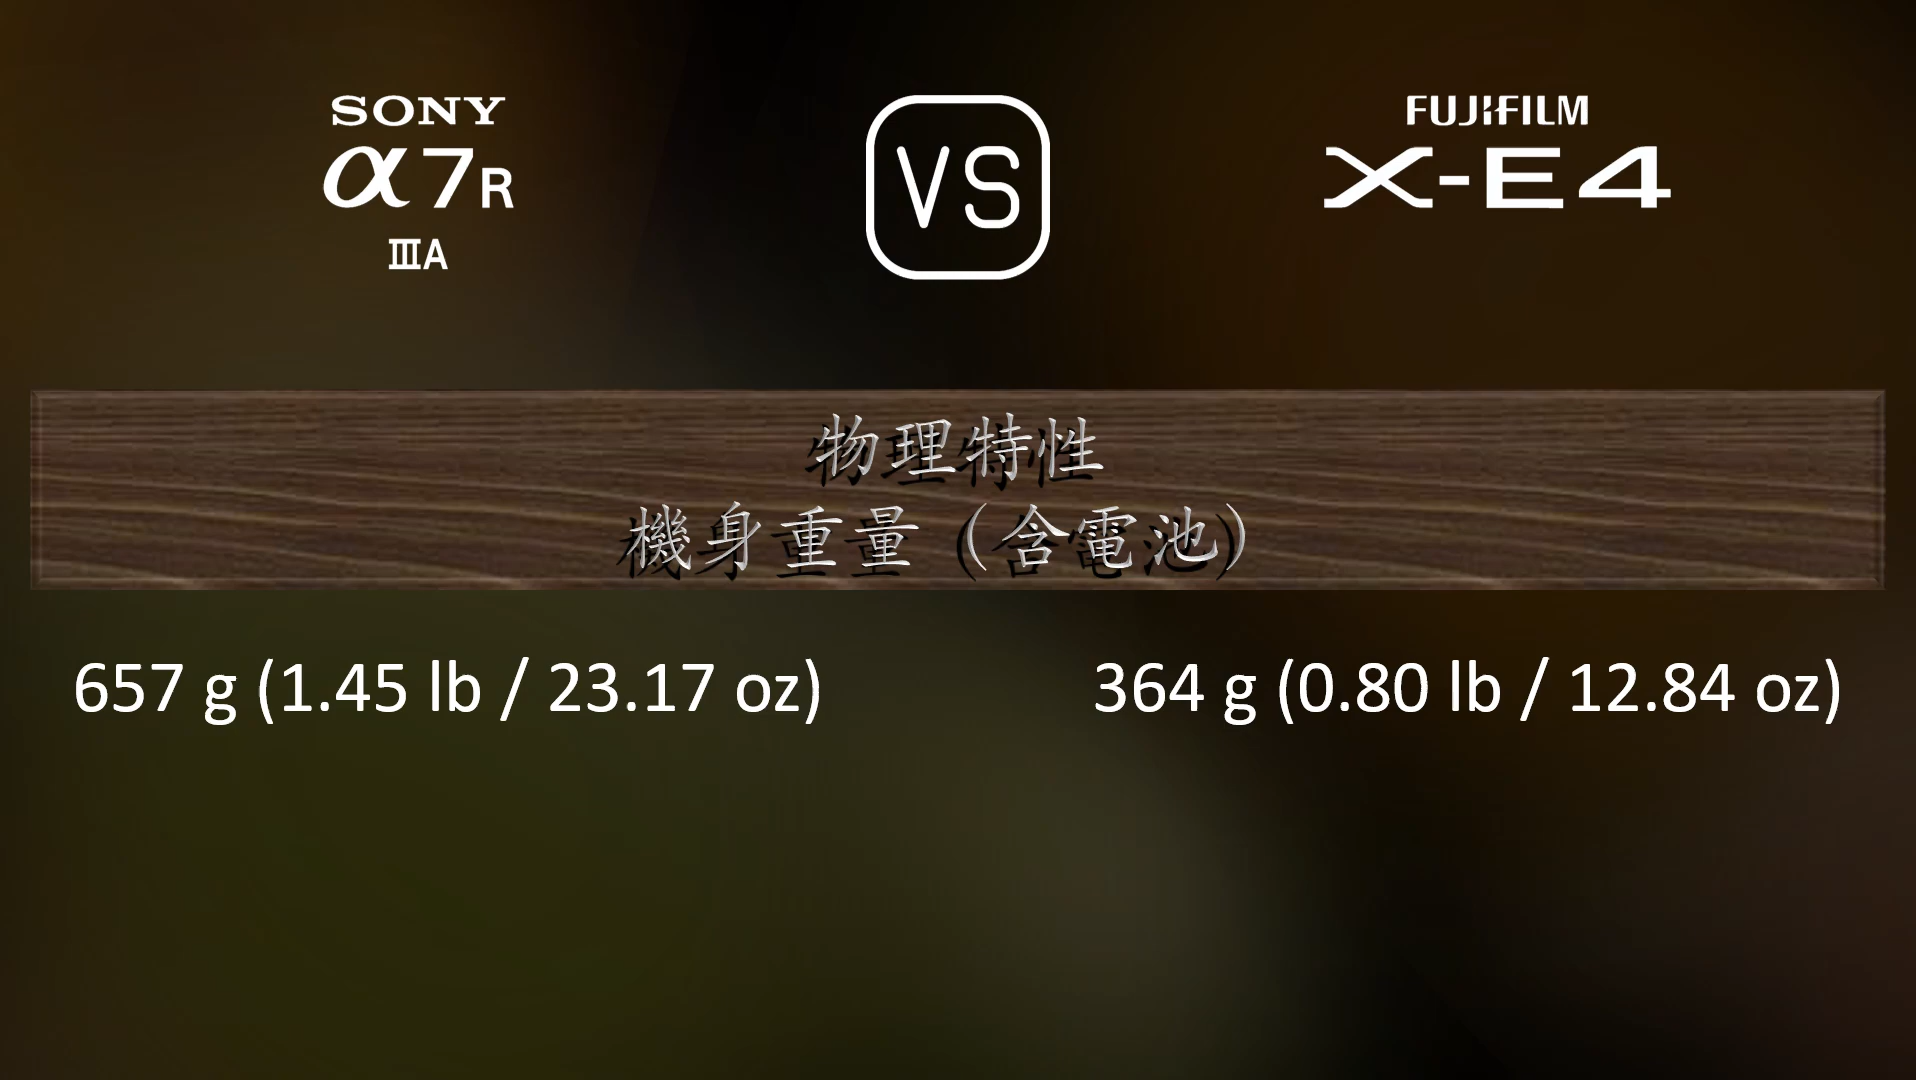 SONY
α7R
ⅢA
VS
FUJIFILM
X-E4
物理特性
機身重量（含電池）
657 g (1.45 lb / 23.17 oz)
364 g (0.80 lb / 12.84 oz)